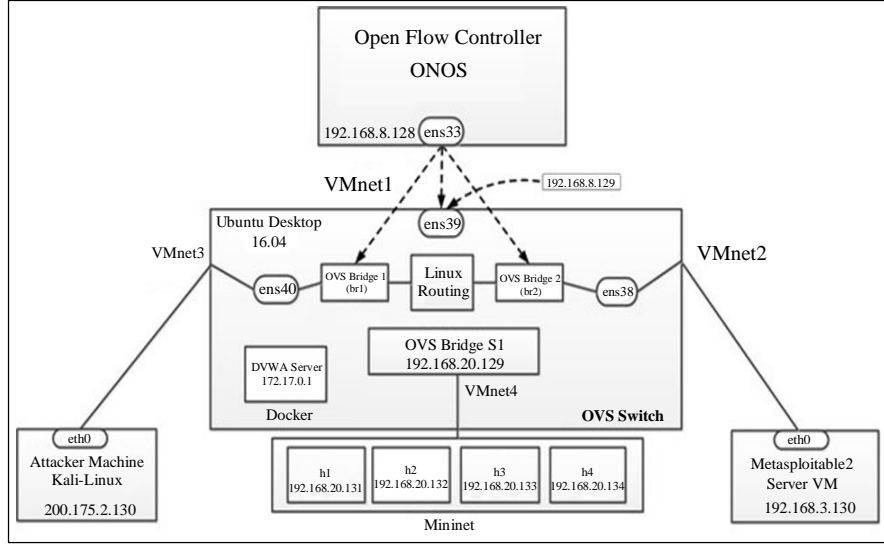 Open Flow Controller
ONOS
192.168.8.128
ens33
VMnet1
192.168.8.129
Ubuntu Desktop
16.04
ens39
VMnet3
VMnet2
ens40
OVS Bridge 1
(br1)
Linux
Routing
OVS Bridge 2
(br2)
ens38
OVS Bridge S1
192.168.20.129
DVWA Server
172.17.0.1
VMnet4
Docker
OVS Switch
eth0
Attacker Machine
Kali-Linux
200.175.2.130
h1
192.168.20.131
h2
192.168.20.132
h3
192.168.20.133
h4
192.168.20.134
Mininet
eth0
Metasploitable2
Server VM
192.168.3.130